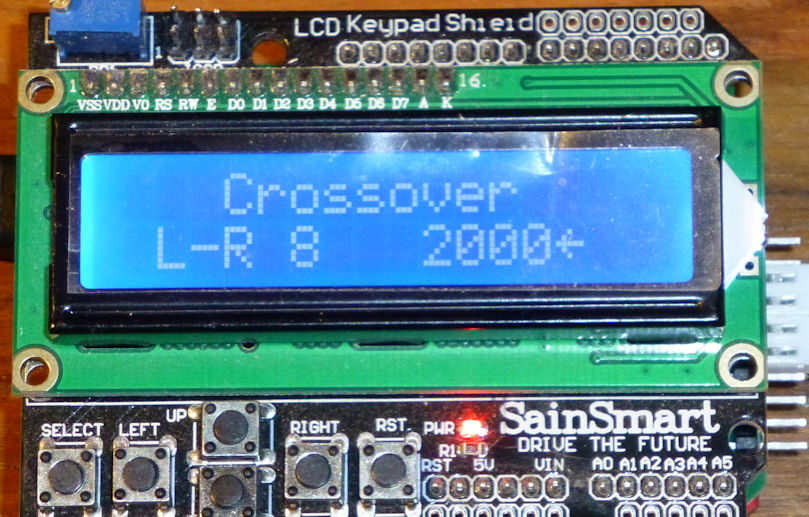 LCD Keypad Shield
1
1 16
VSS VDD VO RS RW E D0 D1 D2 D3 D4 D5 D6 D7 A K
Crossover
L-R 8 2000←
SELECT LEFT UP RIGHT RST PWR SainSmart
DRIVE THE FUTURE
R1
RST 5V VIN A0 A1 A2 A3 A4 A5